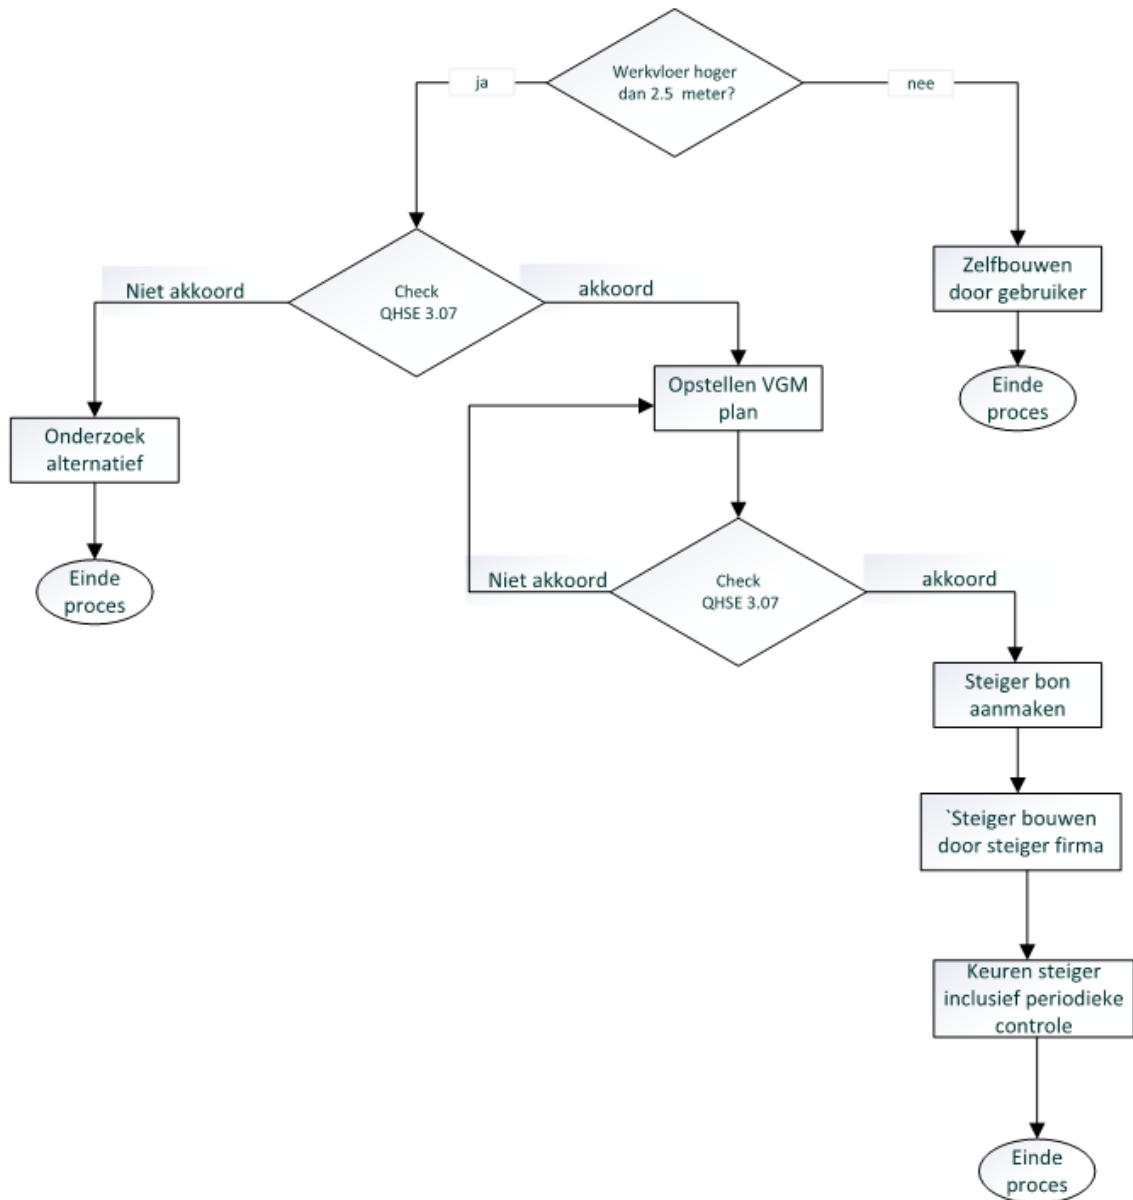 Werkvloer hoger
dan 2.5 meter?
ja
nee
Check
QHSE 3.07
Niet akkoord
akkoord
Zelfbouwen
door gebruiker
Einde
proces
Opstellen VGM
plan
Onderzoek
alternatief
Einde
proces
Check
QHSE 3.07
Niet akkoord
akkoord
Steiger bon
aanmaken
`Steiger bouwen
door steiger firma
Keuren steiger
inclusief periodieke
controle
Einde
proces